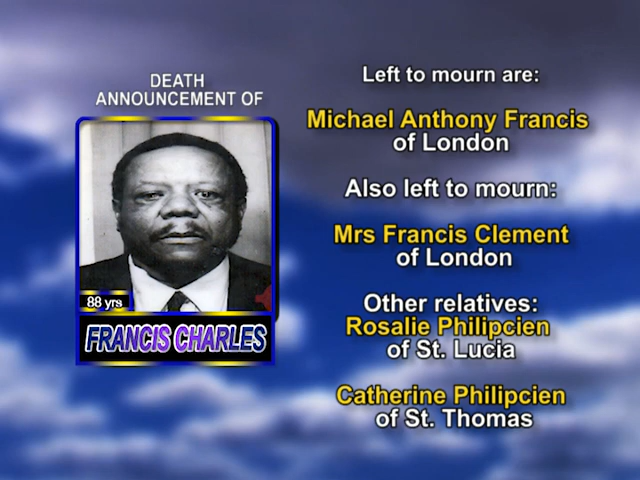 DEATH
ANNOUNCEMENT OF
88 yrs
FRANCIS CHARLES
Left to mourn are:
Michael Anthony Francis
of London
Also left to mourn:
Mrs Francis Clement
of London
Other relatives:
Rosalie Philipcien
of St. Lucia
Catherine Philipcien
of St. Thomas